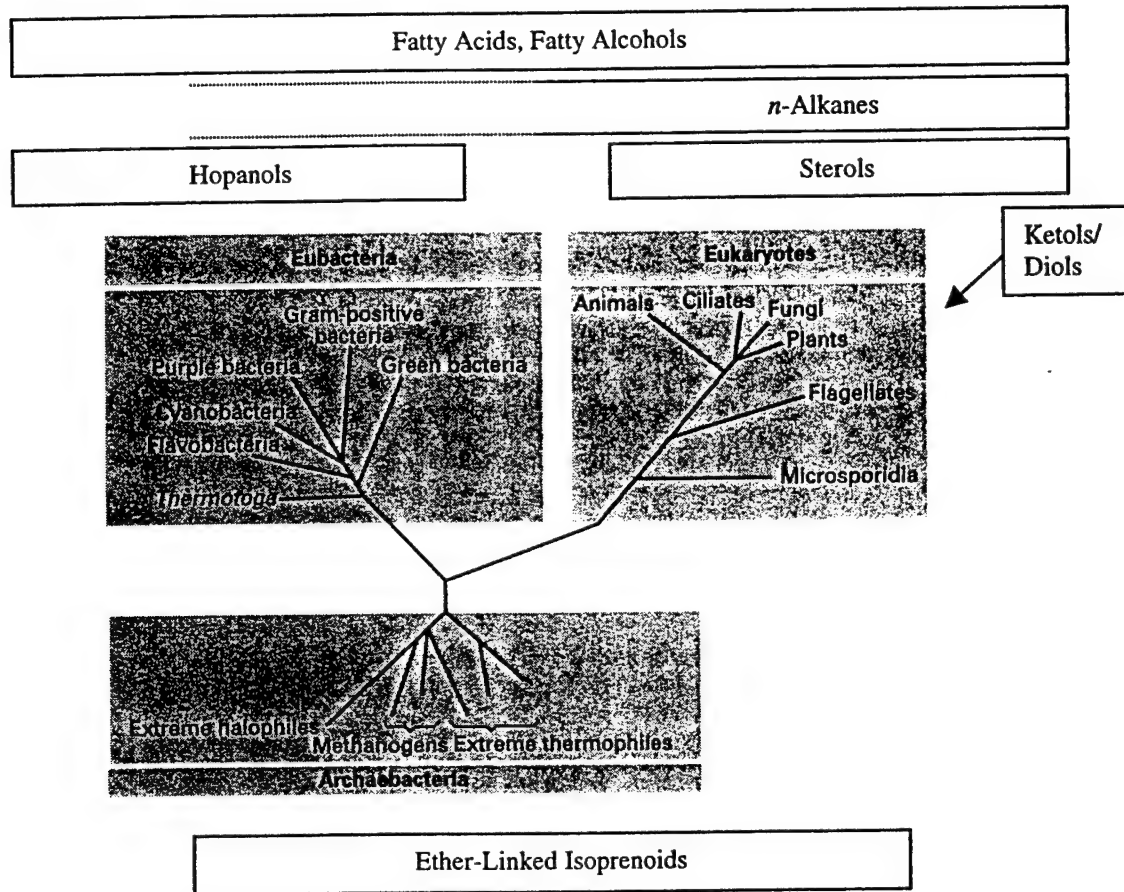 Fatty Acids, Fatty Alcohols
n-Alkanes
Hopanols
Sterols
Ketols/
Diols
Eubacteria
Eukaryotes
Gram-positive
bacteria
Purple bacteria
Green bacteria
Cyanobacteria
Flavobacteria
Thermotoga
Animals
Ciliates
Fungi
Plants
Flagellates
Microsporidia
Extreme halophiles
Methanogens
Extreme thermophiles
Archaebacteria
Ether-Linked Isoprenoids